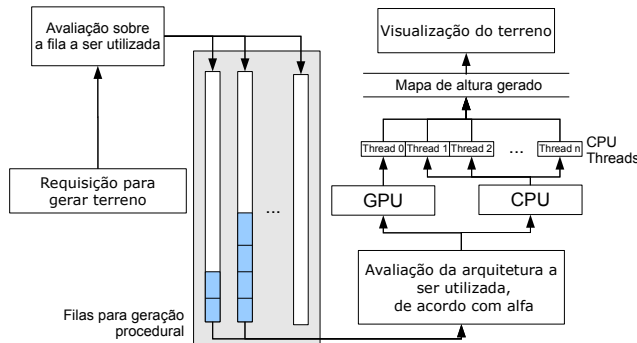 Avaliação sobre
a fila a ser utilizada
Requisição para
gerar terreno
...
Filas para geração
procedural
Visualização do terreno
Mapa de altura gerado
Thread 0
Thread 1
Thread 2
...
Thread n
CPU
Threads
GPU
CPU
Avaliação da arquitetura a
ser utilizada,
de acordo com alfa